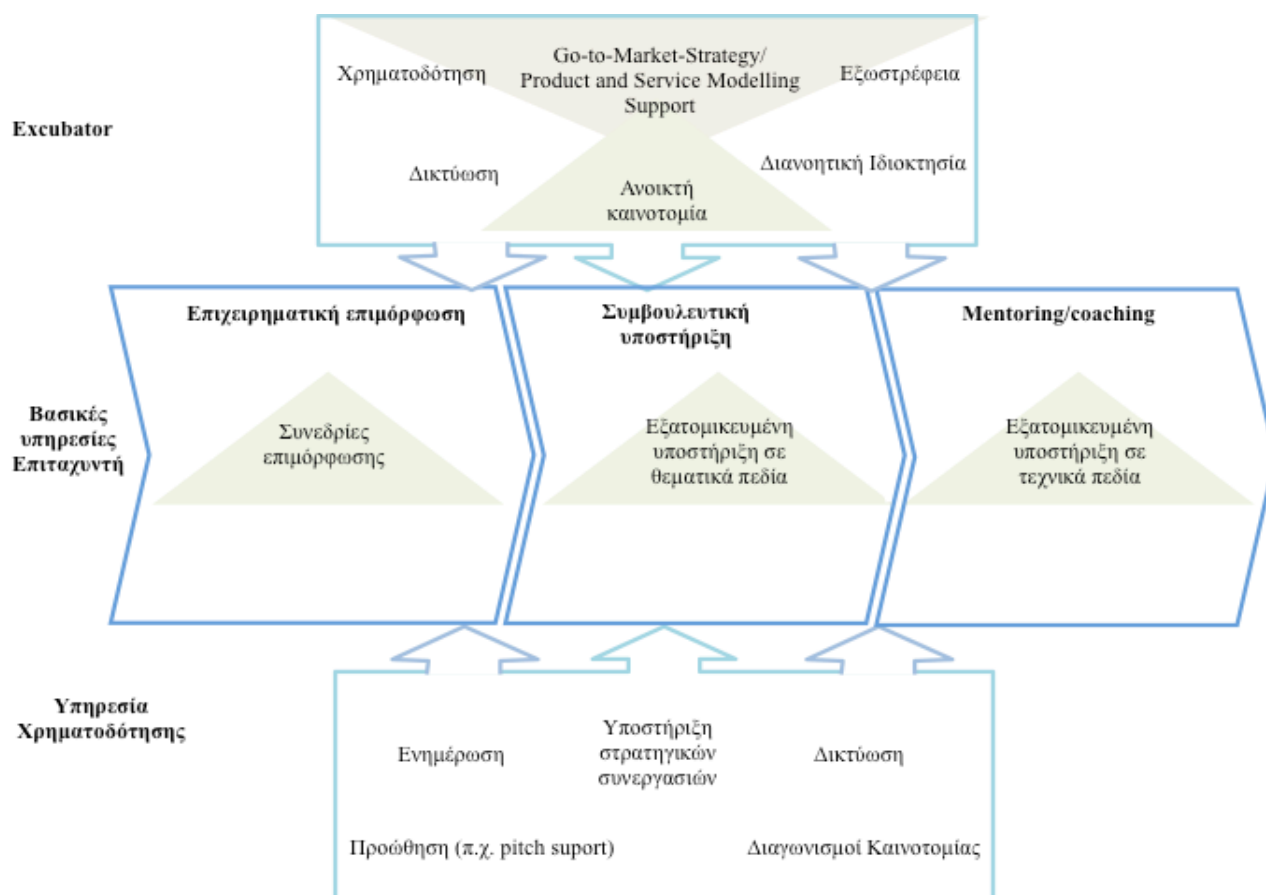 Χρηματοδότηση
Go-to-Market-Strategy/
Product and Service Modelling
Support
Εξωστρέφεια
Excubator
Δικτύωση
Ανοικτή
καινοτομία
Διανοητική Ιδιοκτησία
Επιχειρηματική επιμόρφωση
Συμβουλευτική
υποστήριξη
Mentoring/coaching
Βασικές
υπηρεσίες
Επιταχυντή
Συνεδρίες
επιμόρφωσης
Εξατομικευμένη
υποστήριξη σε
θεματικά πεδία
Εξατομικευμένη
υποστήριξη σε
τεχνικά πεδία
Υπηρεσία
Χρηματοδότησης
Ενημέρωση
Υποστήριξη
στρατηγικών
συνεργασιών
Δικτύωση
Προώθηση (π.χ. pitch suport)
Διαγωνισμοί Καινοτομίας